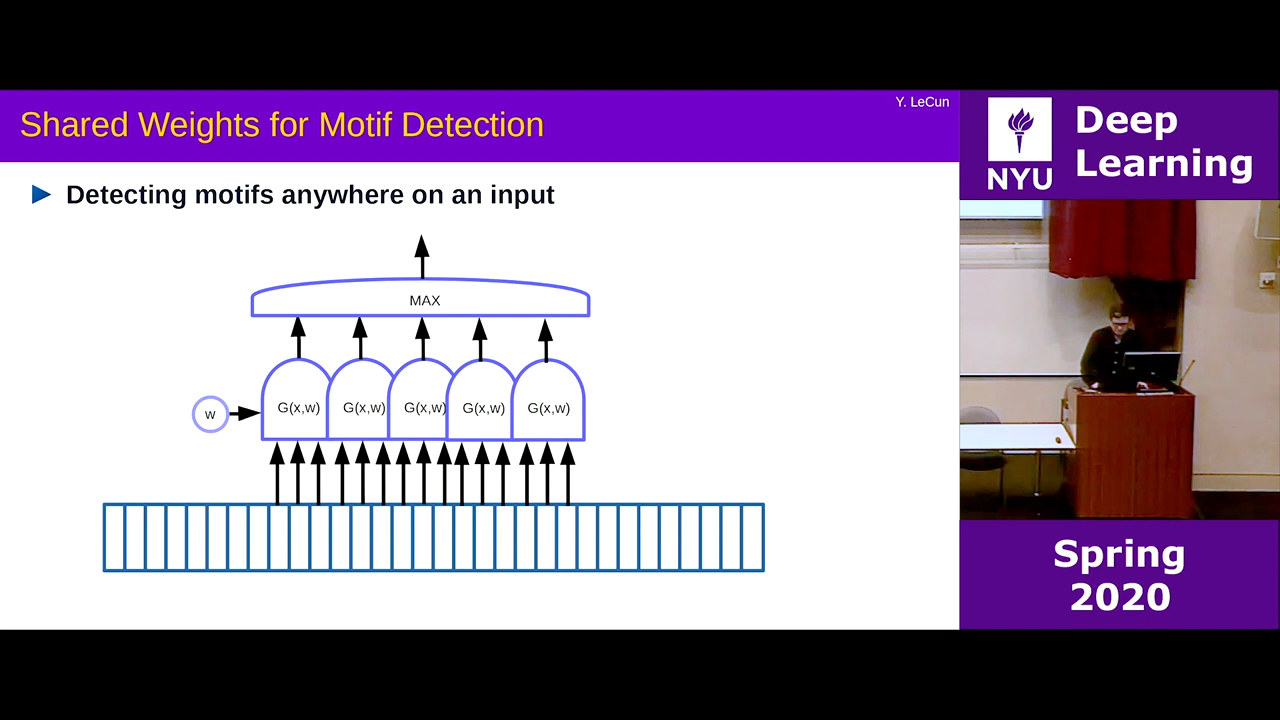 Y. LeCun
Shared Weights for Motif Detection
Detecting motifs anywhere on an input
MAX
w
G(x,w)
G(x,w)
G(x,w)
G(x,w)
G(x,w)
NYU
Deep
Learning
Spring
2020